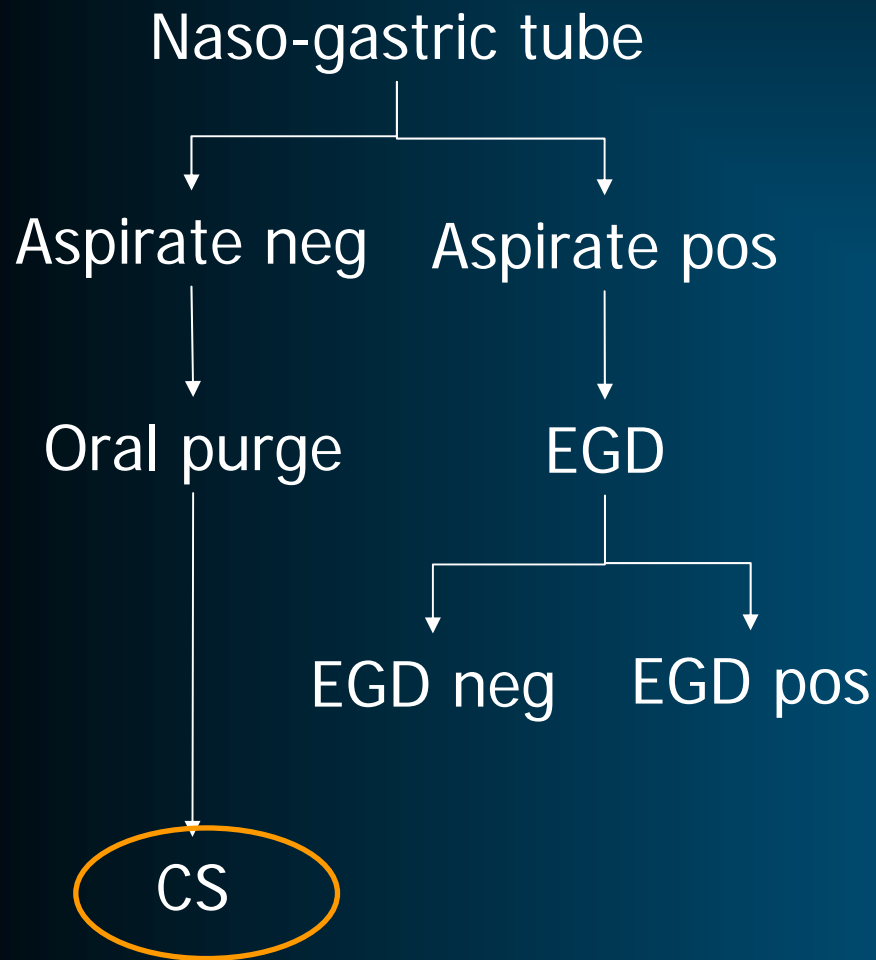 Naso-gastric tube
Aspirate neg
Aspirate pos
Oral purge
EGD
EGD neg
EGD pos
CS